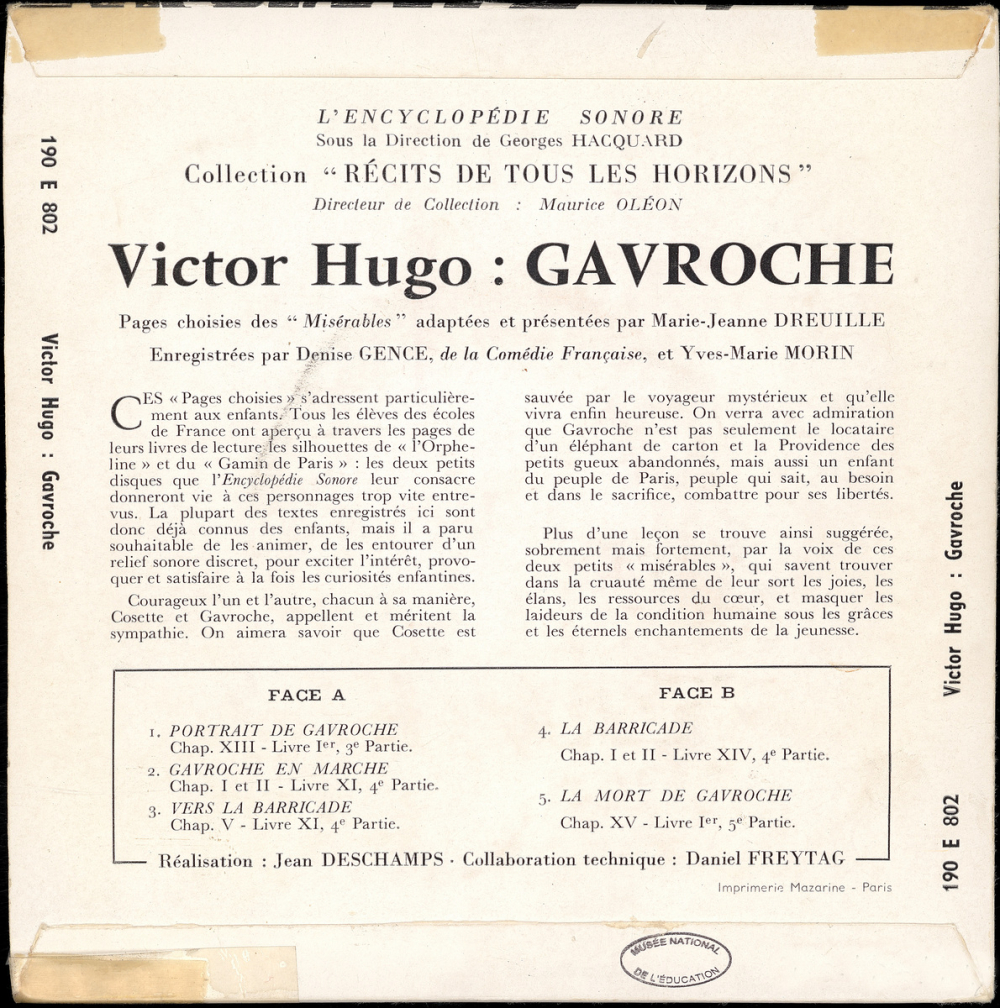 L'ENCYCLOPÉDIE SONORE
Sous la Direction de Georges HACQUARD
Collection “ RÉCITS DE TOUS LES HORIZONS ”
Directeur de Collection : Maurice OLÉON
Victor Hugo : GAVROCHE
Pages choisies des “ Misérables ” adaptées et présentées par Marie-Jeanne DREUILLE
Enregistrées par Denise GENCE, de la Comédie Française, et Yves-Marie MORIN
CES « Pages choisies » s'adressent particulière-
ment aux enfants. Tous les élèves des écoles
de France ont aperçu à travers les pages de
leurs livres de lecture les silhouettes de « l'Orphe-
line » et du « Gamin de Paris » : les deux petits
disques que l'Encyclopédie Sonore leur consacre
donneront vie à ces personnages trop vite entre-
vus. La plupart des textes enregistrés ici sont
donc déjà connus des enfants, mais il a paru
souhaitable de les animer, de les entourer d'un
relief sonore discret, pour exciter l'intérêt, provo-
quer et satisfaire à la fois les curiosités enfantines.
Courageux l'un et l'autre, chacun à sa manière,
Cosette et Gavroche, appellent et méritent la
sympathie. On aimera savoir que Cosette est
sauvée par le voyageur mystérieux et qu'elle
vivra enfin heureuse. On verra avec admiration
que Gavroche n'est pas seulement le locataire
d'un éléphant de carton et la Providence des
petits gueux abandonnés, mais aussi un enfant
du peuple de Paris, peuple qui sait, au besoin
et dans le sacrifice, combattre pour ses libertés.
Plus d'une leçon se trouve ainsi suggérée,
sobrement mais fortement, par la voix de ces
deux petits « misérables », qui savent trouver
dans la cruauté même de leur sort les joies, les
élans, les ressources du cœur, et masquer les
laideurs de la condition humaine sous les grâces
et les éternels enchantements de la jeunesse.
FACE A
1. PORTRAIT DE GAVROCHE
Chap. XIII - Livre Ier, 3e Partie.
2. GAVROCHE EN MARCHE
Chap. I et II - Livre XI, 4e Partie.
3. VERS LA BARRICADE
Chap. V - Livre XI, 4e Partie.
FACE B
4. LA BARRICADE
Chap. I et II - Livre XIV, 4e Partie.
5. LA MORT DE GAVROCHE
Chap. XV - Livre Ier, 5e Partie.
Réalisation : Jean DESCHAMPS · Collaboration technique : Daniel FREYTAG
Imprimerie Mazarine - Paris
190 E 802 Victor Hugo : Gavroche
190 E 802 Victor Hugo : Gavroche
MUSÉE NATIONAL
DE L'ÉDUCATION